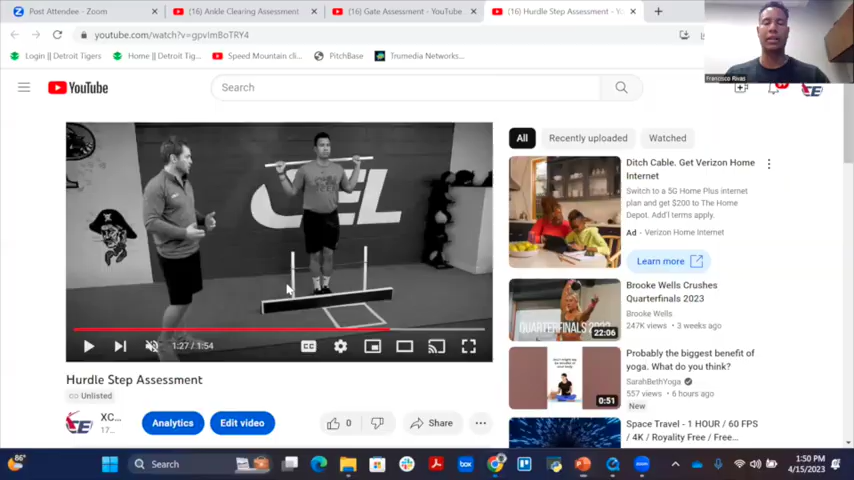 Post Attendee - Zoom
(16) Ankle Clearing Assessment
(16) Gate Assessment - YouTube
(16) Hurdle Step Assessment - Y
youtube.com/watch?v=gpvImBoTRY4
Login || Detroit Tigers
Home || Detroit Tig...
Speed Mountain cli...
PitchBase
Trumedia Networks...
Francisco Rivas
YouTube
Search
All
Recently uploaded
Watched
Ditch Cable. Get Verizon Home
Internet
Switch to a 5G Home Plus internet
plan and get $200 to The Home
Depot. Add'l terms apply.
Ad - Verizon Home Internet
Learn more
Brooke Wells Crushes
Quarterfinals 2023
Brooke Wells
247K views • 3 weeks ago
22:06
Probably the biggest benefit of
yoga. What do you think?
SarahBethYoga
557 views • 6 hours ago
New
0:51
Space Travel - 1 HOUR / 60 FPS
/ 4K / Royality Free / Free...
1:27 / 1:54
CC
Hurdle Step Assessment
Unlisted
XC...
17...
Analytics
Edit video
0
Share
86°
Search
box
1:50 PM
4/15/2023